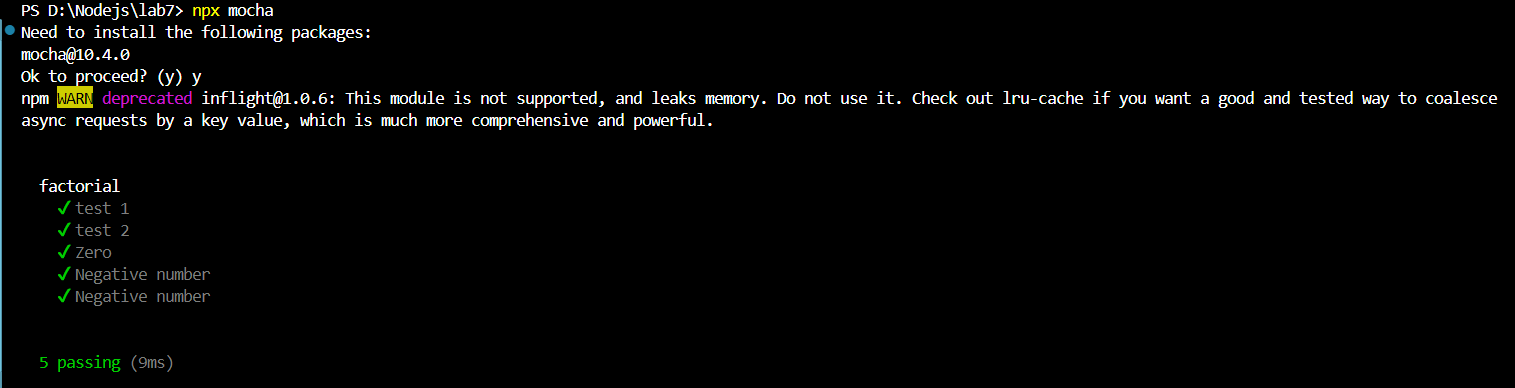 PS D:\Nodejs\lab7> npx mocha
Need to install the following packages:
mocha@10.4.0
Ok to proceed? (y) y
npm WARN deprecated inflight@1.0.6: This module is not supported, and leaks memory. Do not use it. Check out lru-cache if you want a good and tested way to coalesce
async requests by a key value, which is much more comprehensive and powerful.
factorial
✓ test 1
✓ test 2
✓ Zero
✓ Negative number
✓ Negative number
5 passing (9ms)